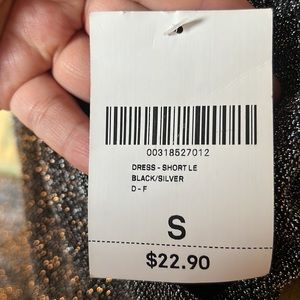 00318527012
DRESS - SHORT LE
BLACK/SILVER
D - F
S
$22.90